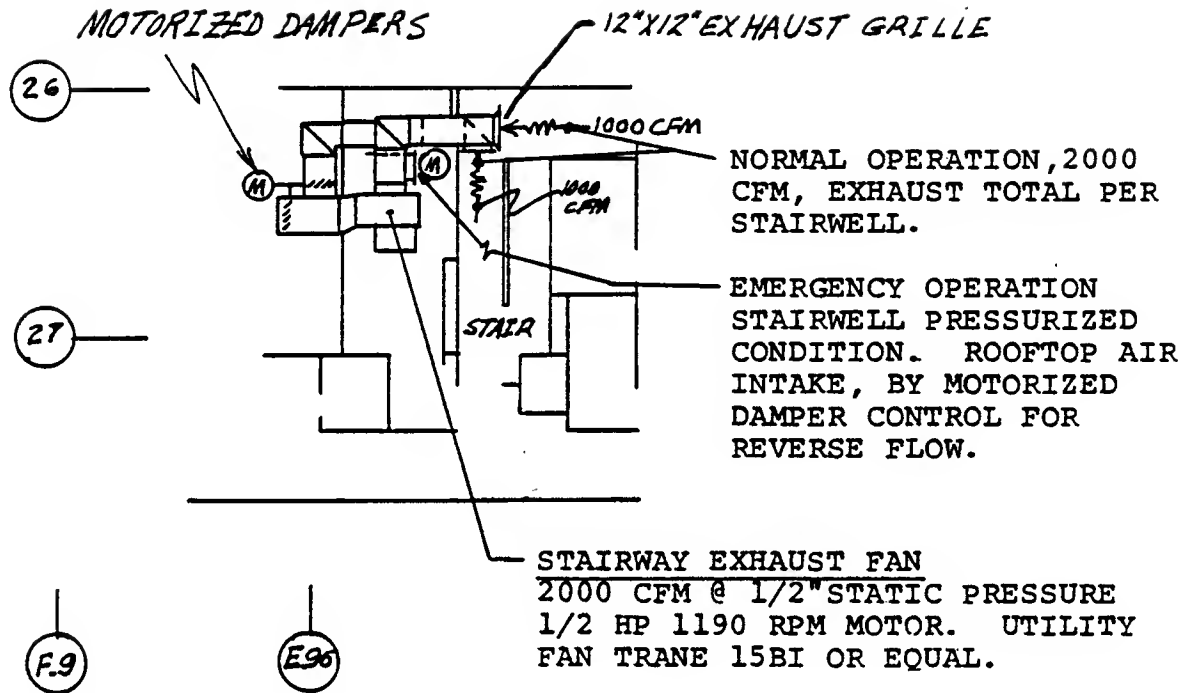 MOTORIZED DAMPERS
12"X12" EXHAUST GRILLE
26
1000 CFM
M
M
1000
CFM
NORMAL OPERATION, 2000
CFM, EXHAUST TOTAL PER
STAIRWELL.
EMERGENCY OPERATION
STAIRWELL PRESSURIZED
CONDITION. ROOFTOP AIR
INTAKE, BY MOTORIZED
DAMPER CONTROL FOR
REVERSE FLOW.
27
STAIR
STAIRWAY EXHAUST FAN
2000 CFM @ 1/2" STATIC PRESSURE
1/2 HP 1190 RPM MOTOR. UTILITY
FAN TRANE 15BI OR EQUAL.
F.9
E.96